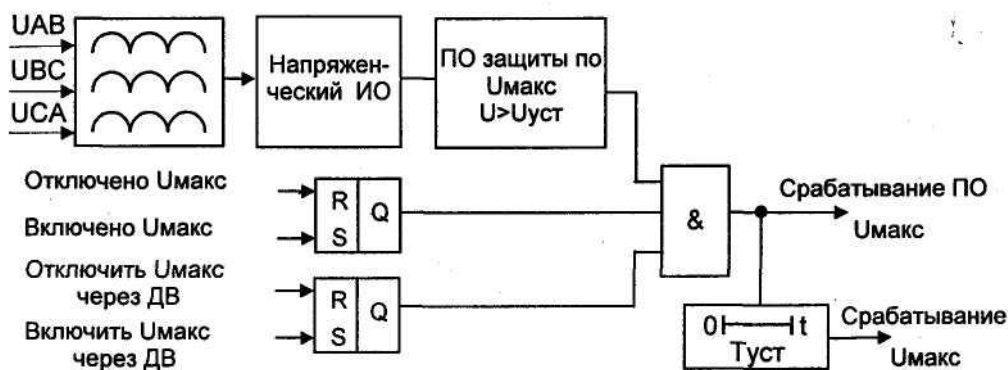 UAB
UBC
UCA
Напряжен-
ческий ИО
ПО защиты по
Uмакс
U>Uуст
Отключено Uмакс
Включено Uмакс
R
S
Q
Отключить Uмакс
через ДВ
Включить Uмакс
через ДВ
R
S
Q
&
Срабатывание ПО
Uмакс
0 t
Туст
Срабатывание
Uмакс